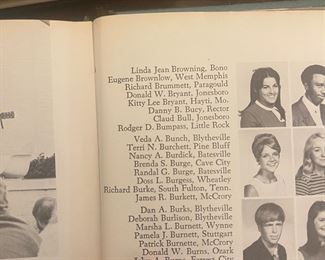 Linda Jean Browning, Bono
Eugene Brownlow, West Memphis
Richard Brummett, Paragould
Donald W. Bryant, Jonesboro
Kitty Lee Bryant, Hayti, Mo.
Danny B. Bucy, Rector
Claud Bull, Jonesboro
Rodger D. Bumpass, Little Rock
Veda A. Bunch, Blytheville
Terri N. Burchett, Pine Bluff
Nancy A. Burdick, Batesville
Brenda S. Burge, Cave City
Randal G. Burge, Batesville
Doss L. Burgess, Wheatley
Richard Burke, South Fulton, Tenn.
James R. Burkett, McCrory
Dan A. Burks, Blytheville
Deborah Burlison, Blytheville
Marsha L. Burnett, Wynne
Pamela J. Burnett, Stuttgart
Patrick Burnette, McCrory
Donald W. Burns, Ozark
Burns, Forrest City